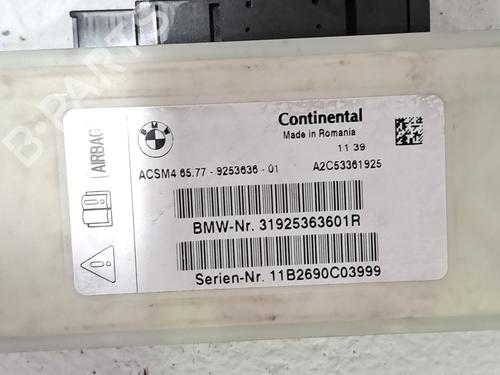 B-PARTS
AIRBAG
BMW
Continental
Made in Romania
11 39
ACSM4 65.77 - 9253636 - 01 A2C53361925
BMW-Nr. 31925363601R
Serien-Nr. 11B2690C03999